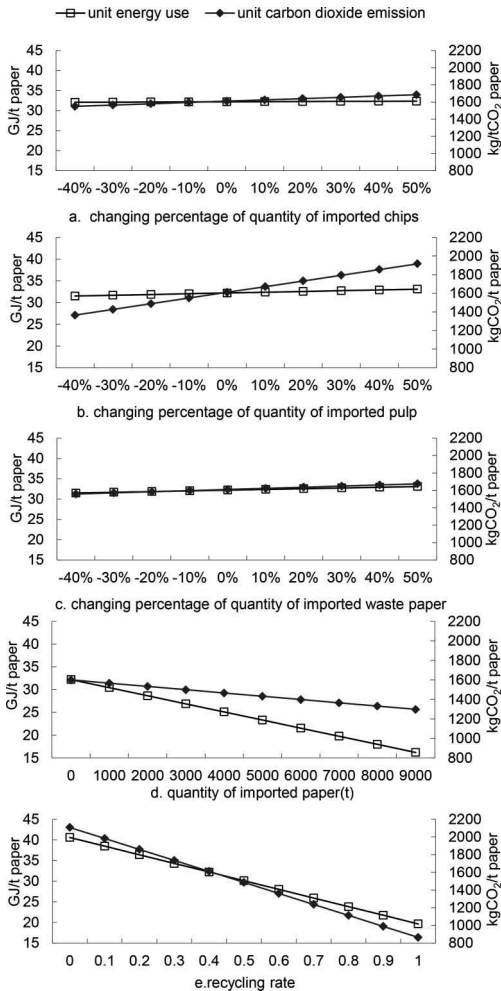 unit energy use unit carbon dioxide emission
45 2200
40 2000
35 1800
30 1600
25 1400
20 1200
15 1000
800
GJ/t paper
kg/tCO₂ paper
-40% -30% -20% -10% 0% 10% 20% 30% 40% 50%
a. changing percentage of quantity of imported chips
45 2200
40 2000
35 1800
30 1600
25 1400
20 1200
15 1000
800
GJ/t paper
kgCO₂/t paper
-40% -30% -20% -10% 0% 10% 20% 30% 40% 50%
b. changing percentage of quantity of imported pulp
45 2200
40 2000
35 1800
30 1600
25 1400
20 1200
15 1000
800
GJ/t paper
kgCO₂/t paper
-40% -30% -20% -10% 0% 10% 20% 30% 40% 50%
c. changing percentage of quantity of imported waste paper
45 2200
40 2000
35 1800
30 1600
25 1400
20 1200
15 1000
800
GJ/t paper
kgCO₂/t paper
0 1000 2000 3000 4000 5000 6000 7000 8000 9000
d. quantity of imported paper(t)
45 2200
40 2000
35 1800
30 1600
25 1400
20 1200
15 1000
800
GJ/t paper
kgCO₂/t paper
0 0.1 0.2 0.3 0.4 0.5 0.6 0.7 0.8 0.9 1
e.recycling rate